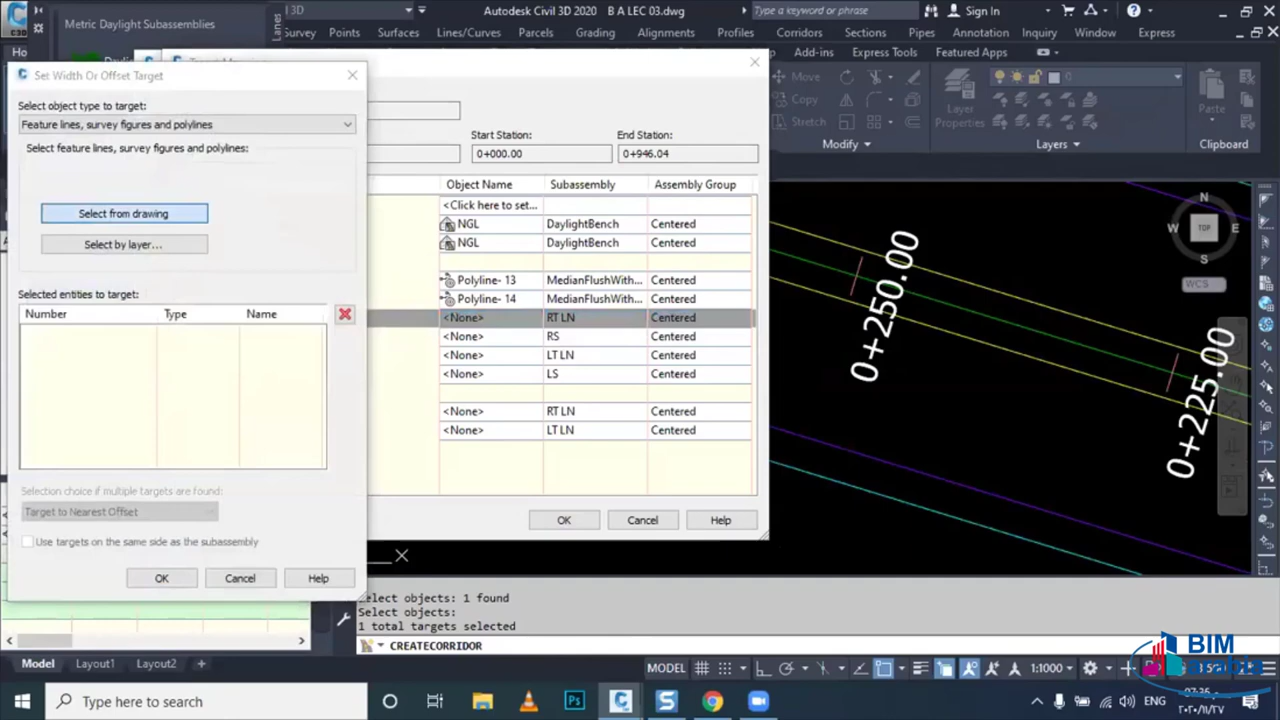 Metric Daylight Subassemblies
Lanes
3D
Autodesk Civil 3D 2020 B A LEC 03.dwg
Type a keyword or phrase
Sign In
Survey Points Surfaces Lines/Curves Parcels Grading Alignments Profiles Corridors Sections Pipes Annotation Inquiry Window Express
Add-ins Express Tools Featured Apps
Set Width Or Offset Target
Select object type to target:
Feature lines, survey figures and polylines
Select feature lines, survey figures and polylines:
Select from drawing
Select by layer...
Selected entities to target:
Number Type Name
Selection choice if multiple targets are found:
Target to Nearest Offset
Use targets on the same side as the subassembly
OK Cancel Help
Start Station: End Station:
0+000.00 0+946.04
Object Name Subassembly Assembly Group
<Click here to set...
NGL DaylightBench Centered
NGL DaylightBench Centered
Polyline- 13 MedianFlushWith... Centered
Polyline- 14 MedianFlushWith... Centered
<None> RT LN Centered
<None> RS Centered
<None> LT LN Centered
<None> LS Centered
<None> RT LN Centered
<None> LT LN Centered
OK Cancel Help
Move
Copy
Stretch
Modify
Layer Properties
0
Layers
Paste
Clipboard
N
W TOP E
S
WCS
0+250.00
0+225.00
Select objects: 1 found
Select objects:
1 total targets selected
CREATECORRIDOR
Model Layout1 Layout2 +
MODEL 1:1000
BIM
arabia
Type here to search
Ps
S
ENG
٢٠٢٠/١١/٢٧